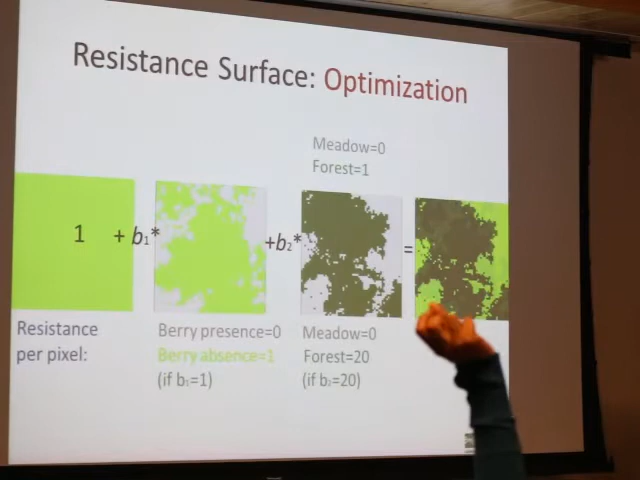 Resistance Surface: Optimization
Meadow=0
Forest=1
1 + b₁* +b₂* =
Resistance
per pixel:
Berry presence=0
Berry absence=1
(if b₁=1)
Meadow=0
Forest=20
(if b₂=20)